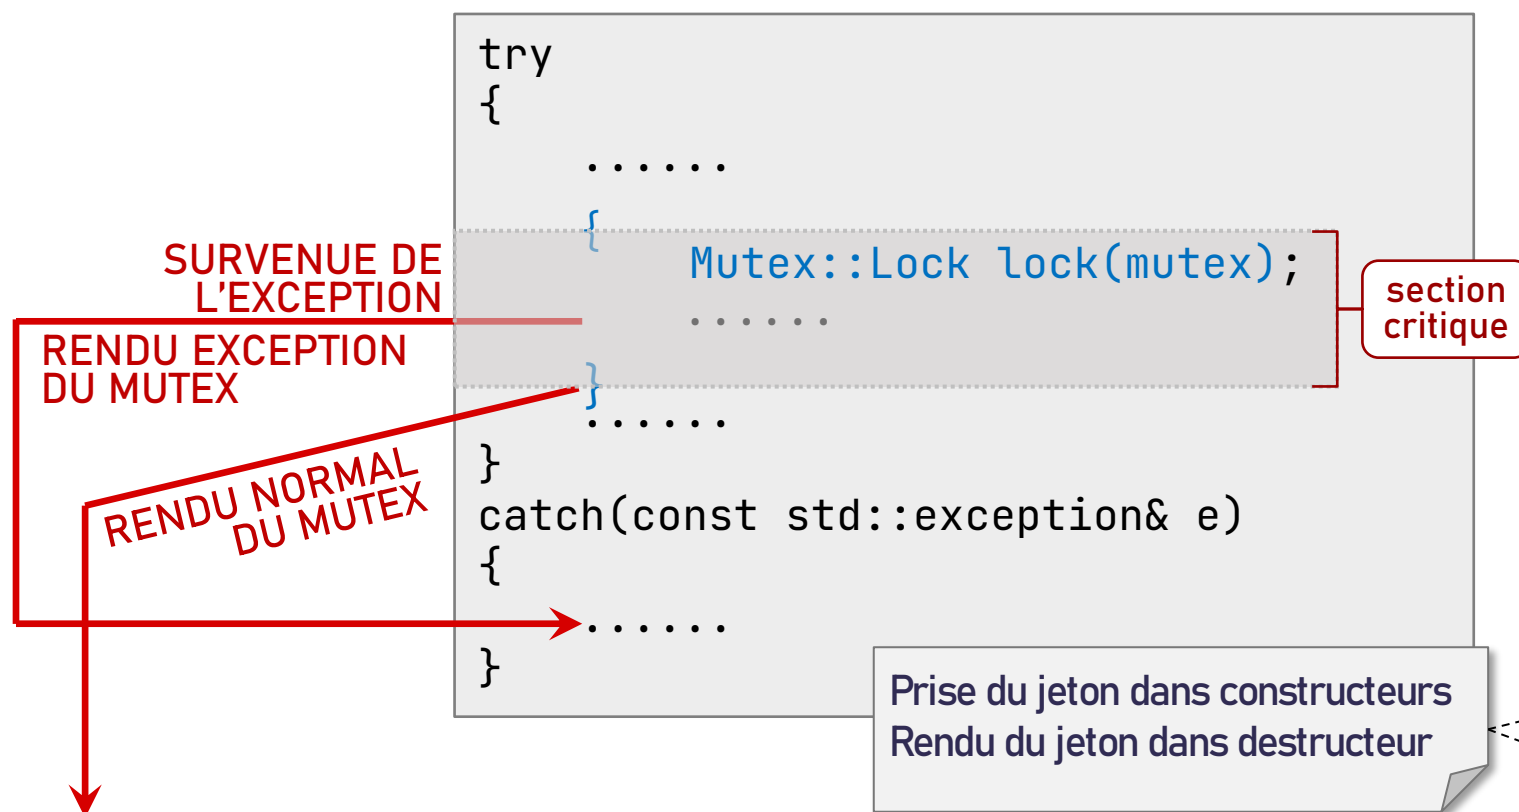 try
{
......
{
Mutex::Lock lock(mutex);
......
}
......
}
catch(const std::exception& e)
{
......
}
SURVENUE DE
L'EXCEPTION
RENDU EXCEPTION
DU MUTEX
RENDU NORMAL
DU MUTEX
section
critique
Prise du jeton dans constructeurs
Rendu du jeton dans destructeur